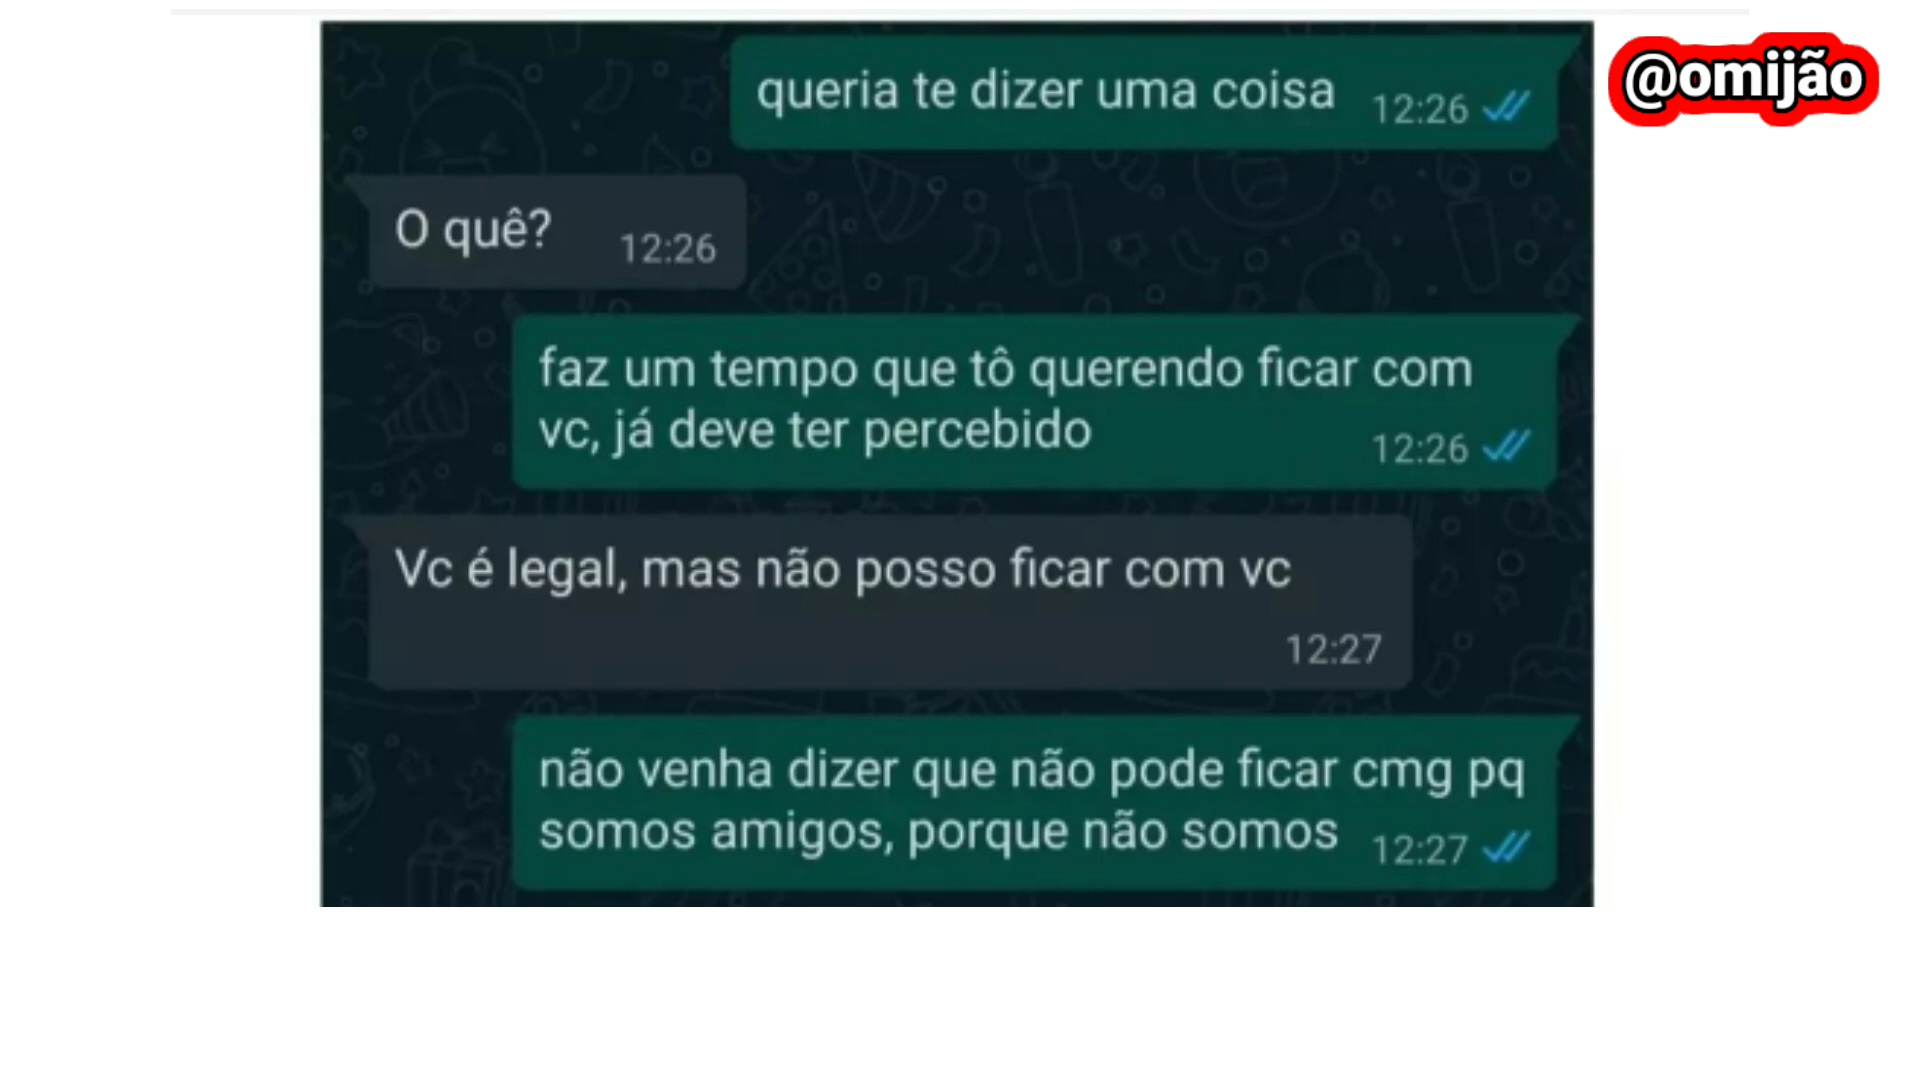 queria te dizer uma coisa 12:26
@omijão
O quê? 12:26
faz um tempo que tô querendo ficar com
vc, já deve ter percebido 12:26
Vc é legal, mas não posso ficar com vc
12:27
não venha dizer que não pode ficar cmg pq
somos amigos, porque não somos 12:27